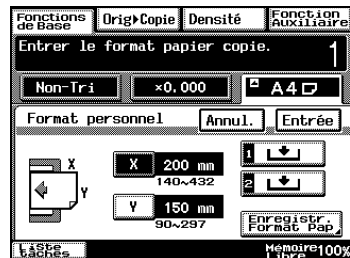 Fonctions de Base
Orig▸Copie
Densité
Fonction Auxiliaire
Entrer le format papier copie.
1
Non-Tri
×0.000
A4
Format personnel
Annul.
Entrée
X
X
200 mm
140~432
1
Y
Y
150 mm
90~297
2
Enregistr. Format Pap
Liste tâches
Mémoire Libre 100%